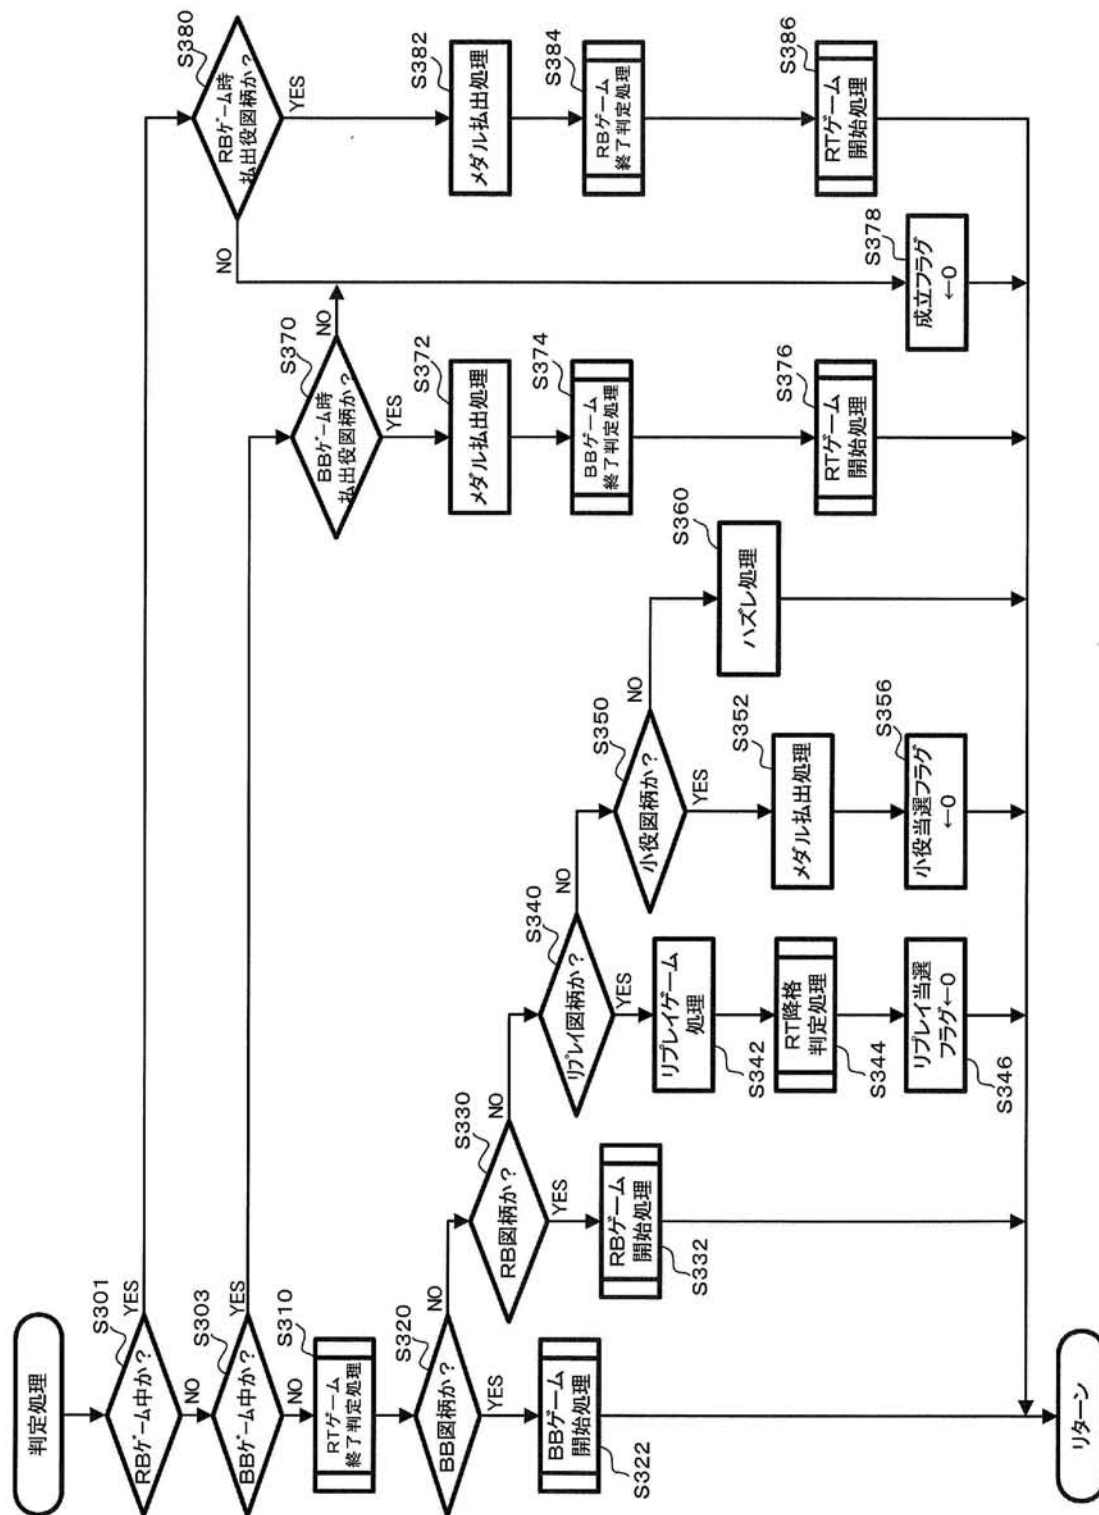 判定処理
S301
RBゲーム中か？
YES
NO
S303
BBゲーム中か？
YES
NO
S310
RTゲーム
終了判定処理
S320
BB図柄か？
NO
YES
BBゲーム
開始処理
S322
S330
RB図柄か？
NO
YES
RBゲーム
開始処理
S332
S340
リプレイ図柄か？
NO
YES
リプレイゲーム
処理
S342
RT降格
判定処理
S344
リプレイ当選
フラグ←0
S346
S350
小役図柄か？
NO
YES
S352
メダル払出処理
S356
小役当選フラグ
←0
S360
ハズレ処理
S370
BBゲーム時
払出役図柄か？
NO
YES
S372
メダル払出処理
S374
BBゲーム
終了判定処理
S376
RTゲーム
開始処理
S378
成立フラグ
←0
S380
RBゲーム時
払出役図柄か？
NO
YES
S382
メダル払出処理
S384
RBゲーム
終了判定処理
S386
RTゲーム
開始処理
リターン